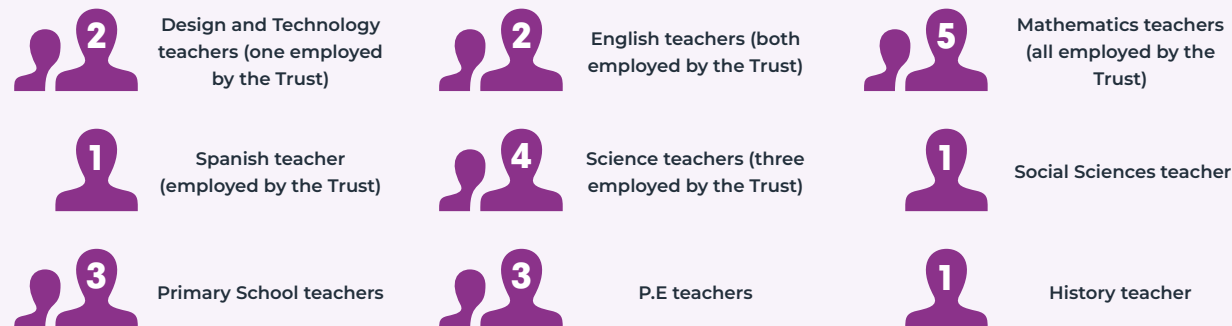 2
Design and Technology
teachers (one employed
by the Trust)
2
English teachers (both
employed by the Trust)
5
Mathematics teachers
(all employed by the
Trust)
1
Spanish teacher
(employed by the Trust)
4
Science teachers (three
employed by the Trust)
1
Social Sciences teacher
3
Primary School teachers
3
P.E teachers
1
History teacher